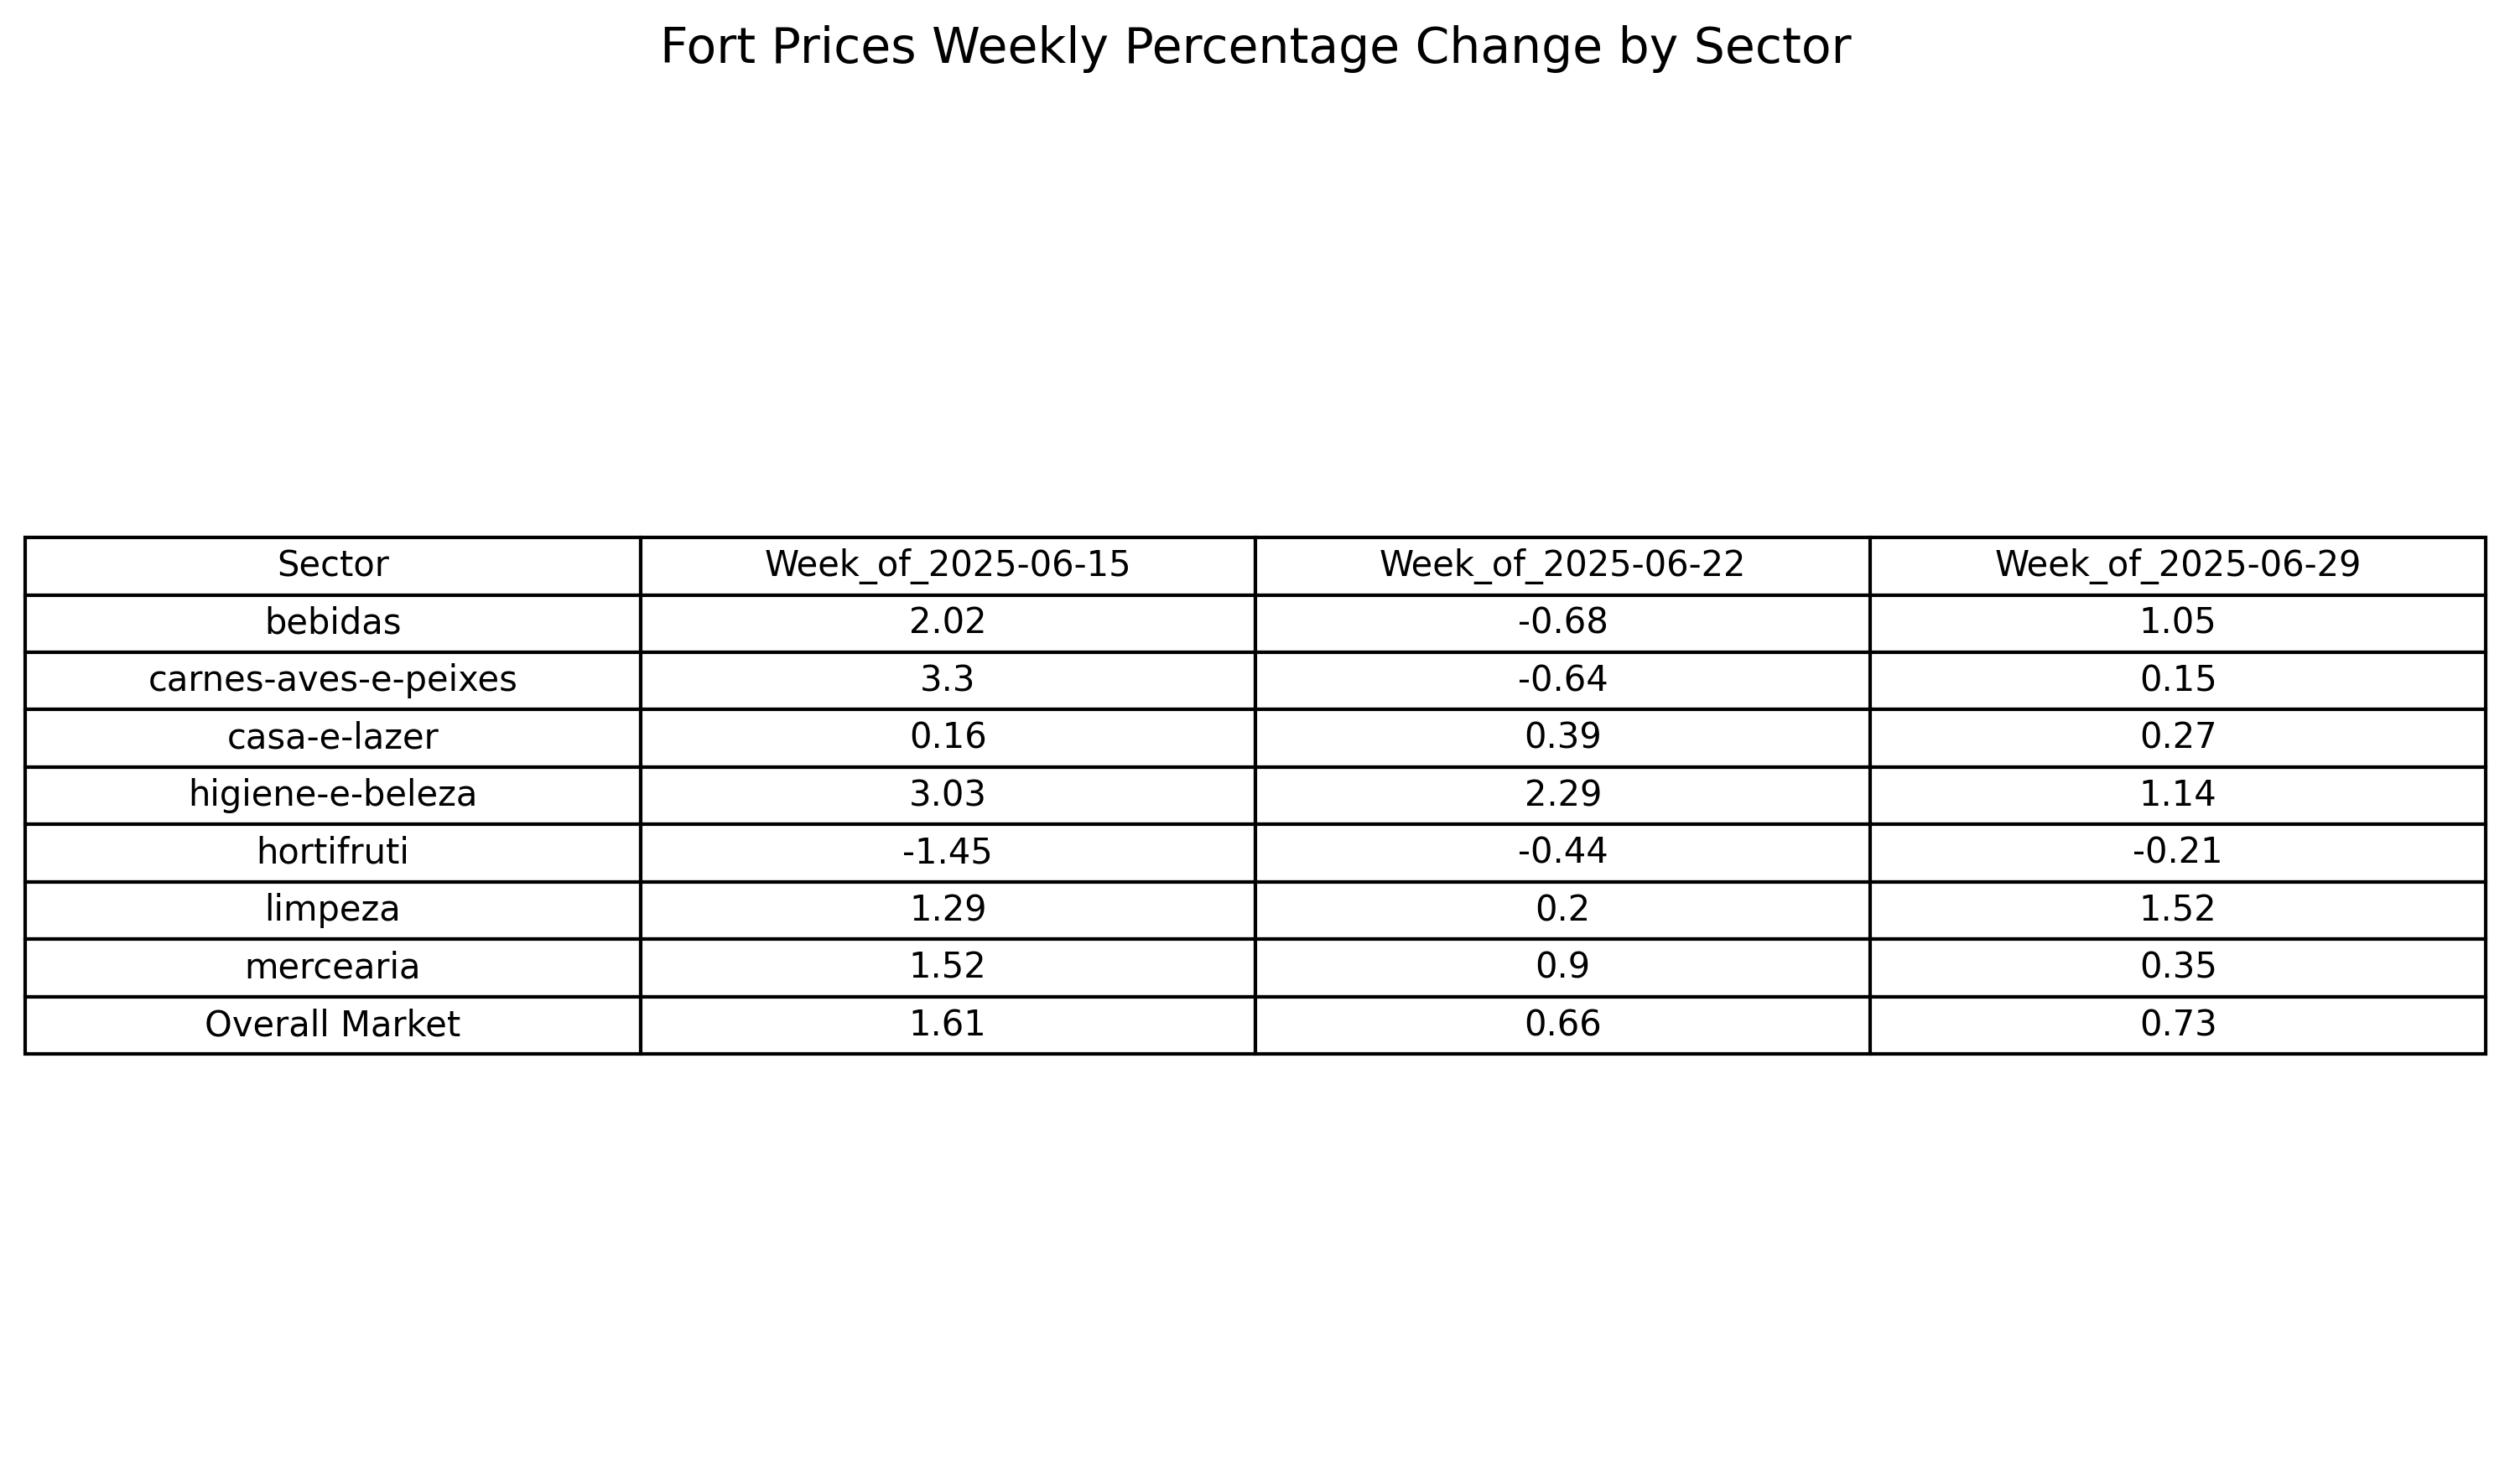 Fort Prices Weekly Percentage Change by Sector
Sector Week_of_2025-06-15 Week_of_2025-06-22 Week_of_2025-06-29
bebidas 2.02 -0.68 1.05
carnes-aves-e-peixes 3.3 -0.64 0.15
casa-e-lazer 0.16 0.39 0.27
higiene-e-beleza 3.03 2.29 1.14
hortifruti -1.45 -0.44 -0.21
limpeza 1.29 0.2 1.52
mercearia 1.52 0.9 0.35
Overall Market 1.61 0.66 0.73